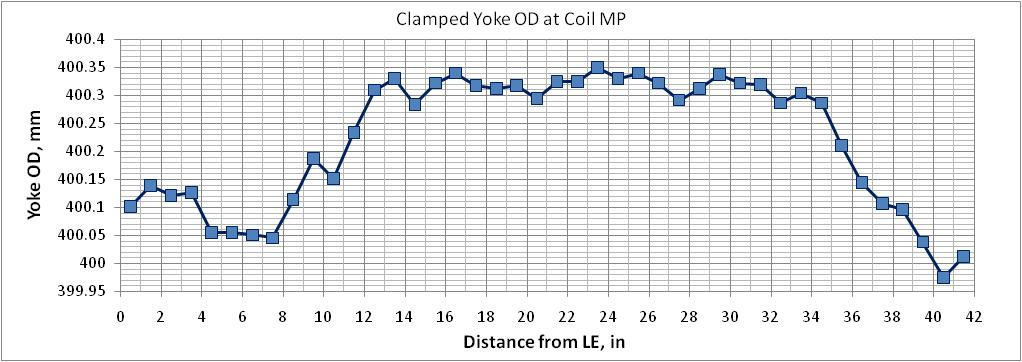 Clamped Yoke OD at Coil MP
400.4
400.35
400.3
400.25
400.2
400.15
400.1
400.05
400
399.95
Yoke OD, mm
0 2 4 6 8 10 12 14 16 18 20 22 24 26 28 30 32 34 36 38 40 42
Distance from LE, in